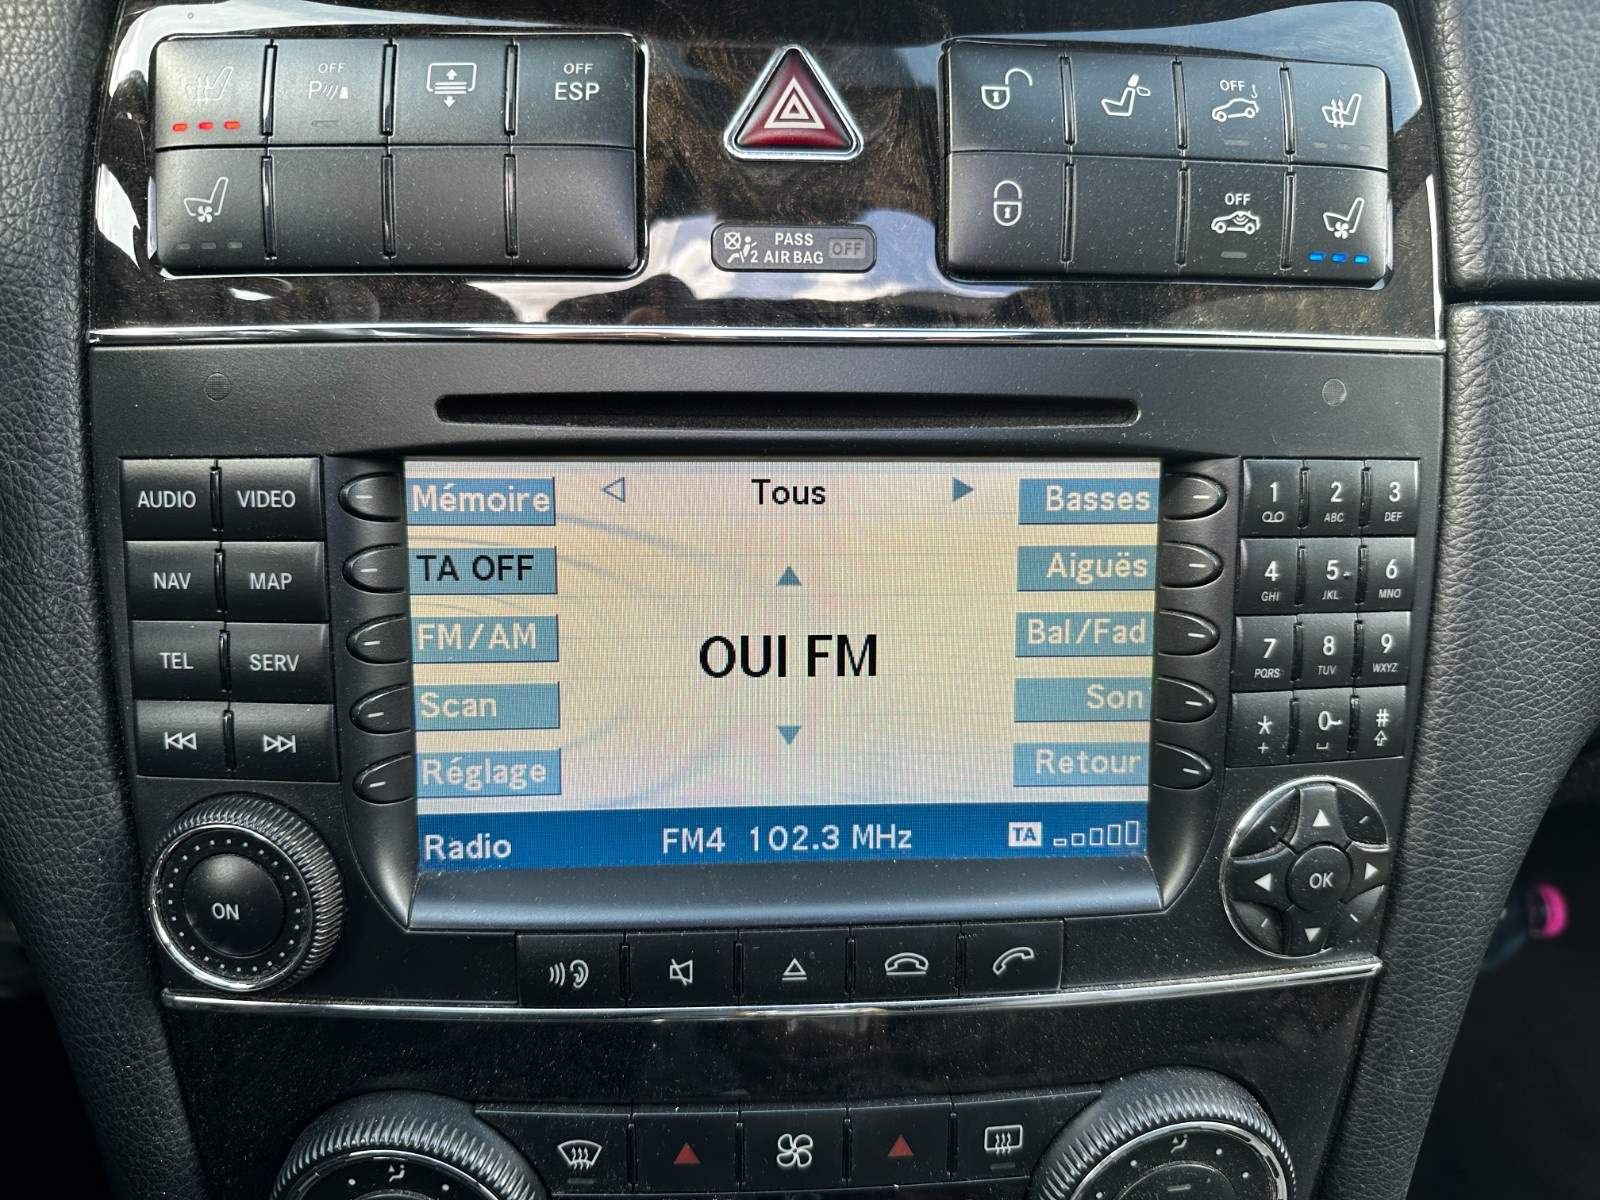 OFF
P
OFF
ESP
OFF
OFF
PASS
2 AIR BAG
OFF
AUDIO
VIDEO
NAV
MAP
TEL
SERV
ON
Mémoire
Tous
Basses
TA OFF
Aiguës
FM/AM
OUI FM
Bal/Fad
Scan
Son
Réglage
Retour
Radio FM4 102.3 MHz TA
1 2 3
ABC DEF
4 5 6
GHI JKL MNO
7 8 9
PQRS TUV WXYZ
* 0 #
+
OK